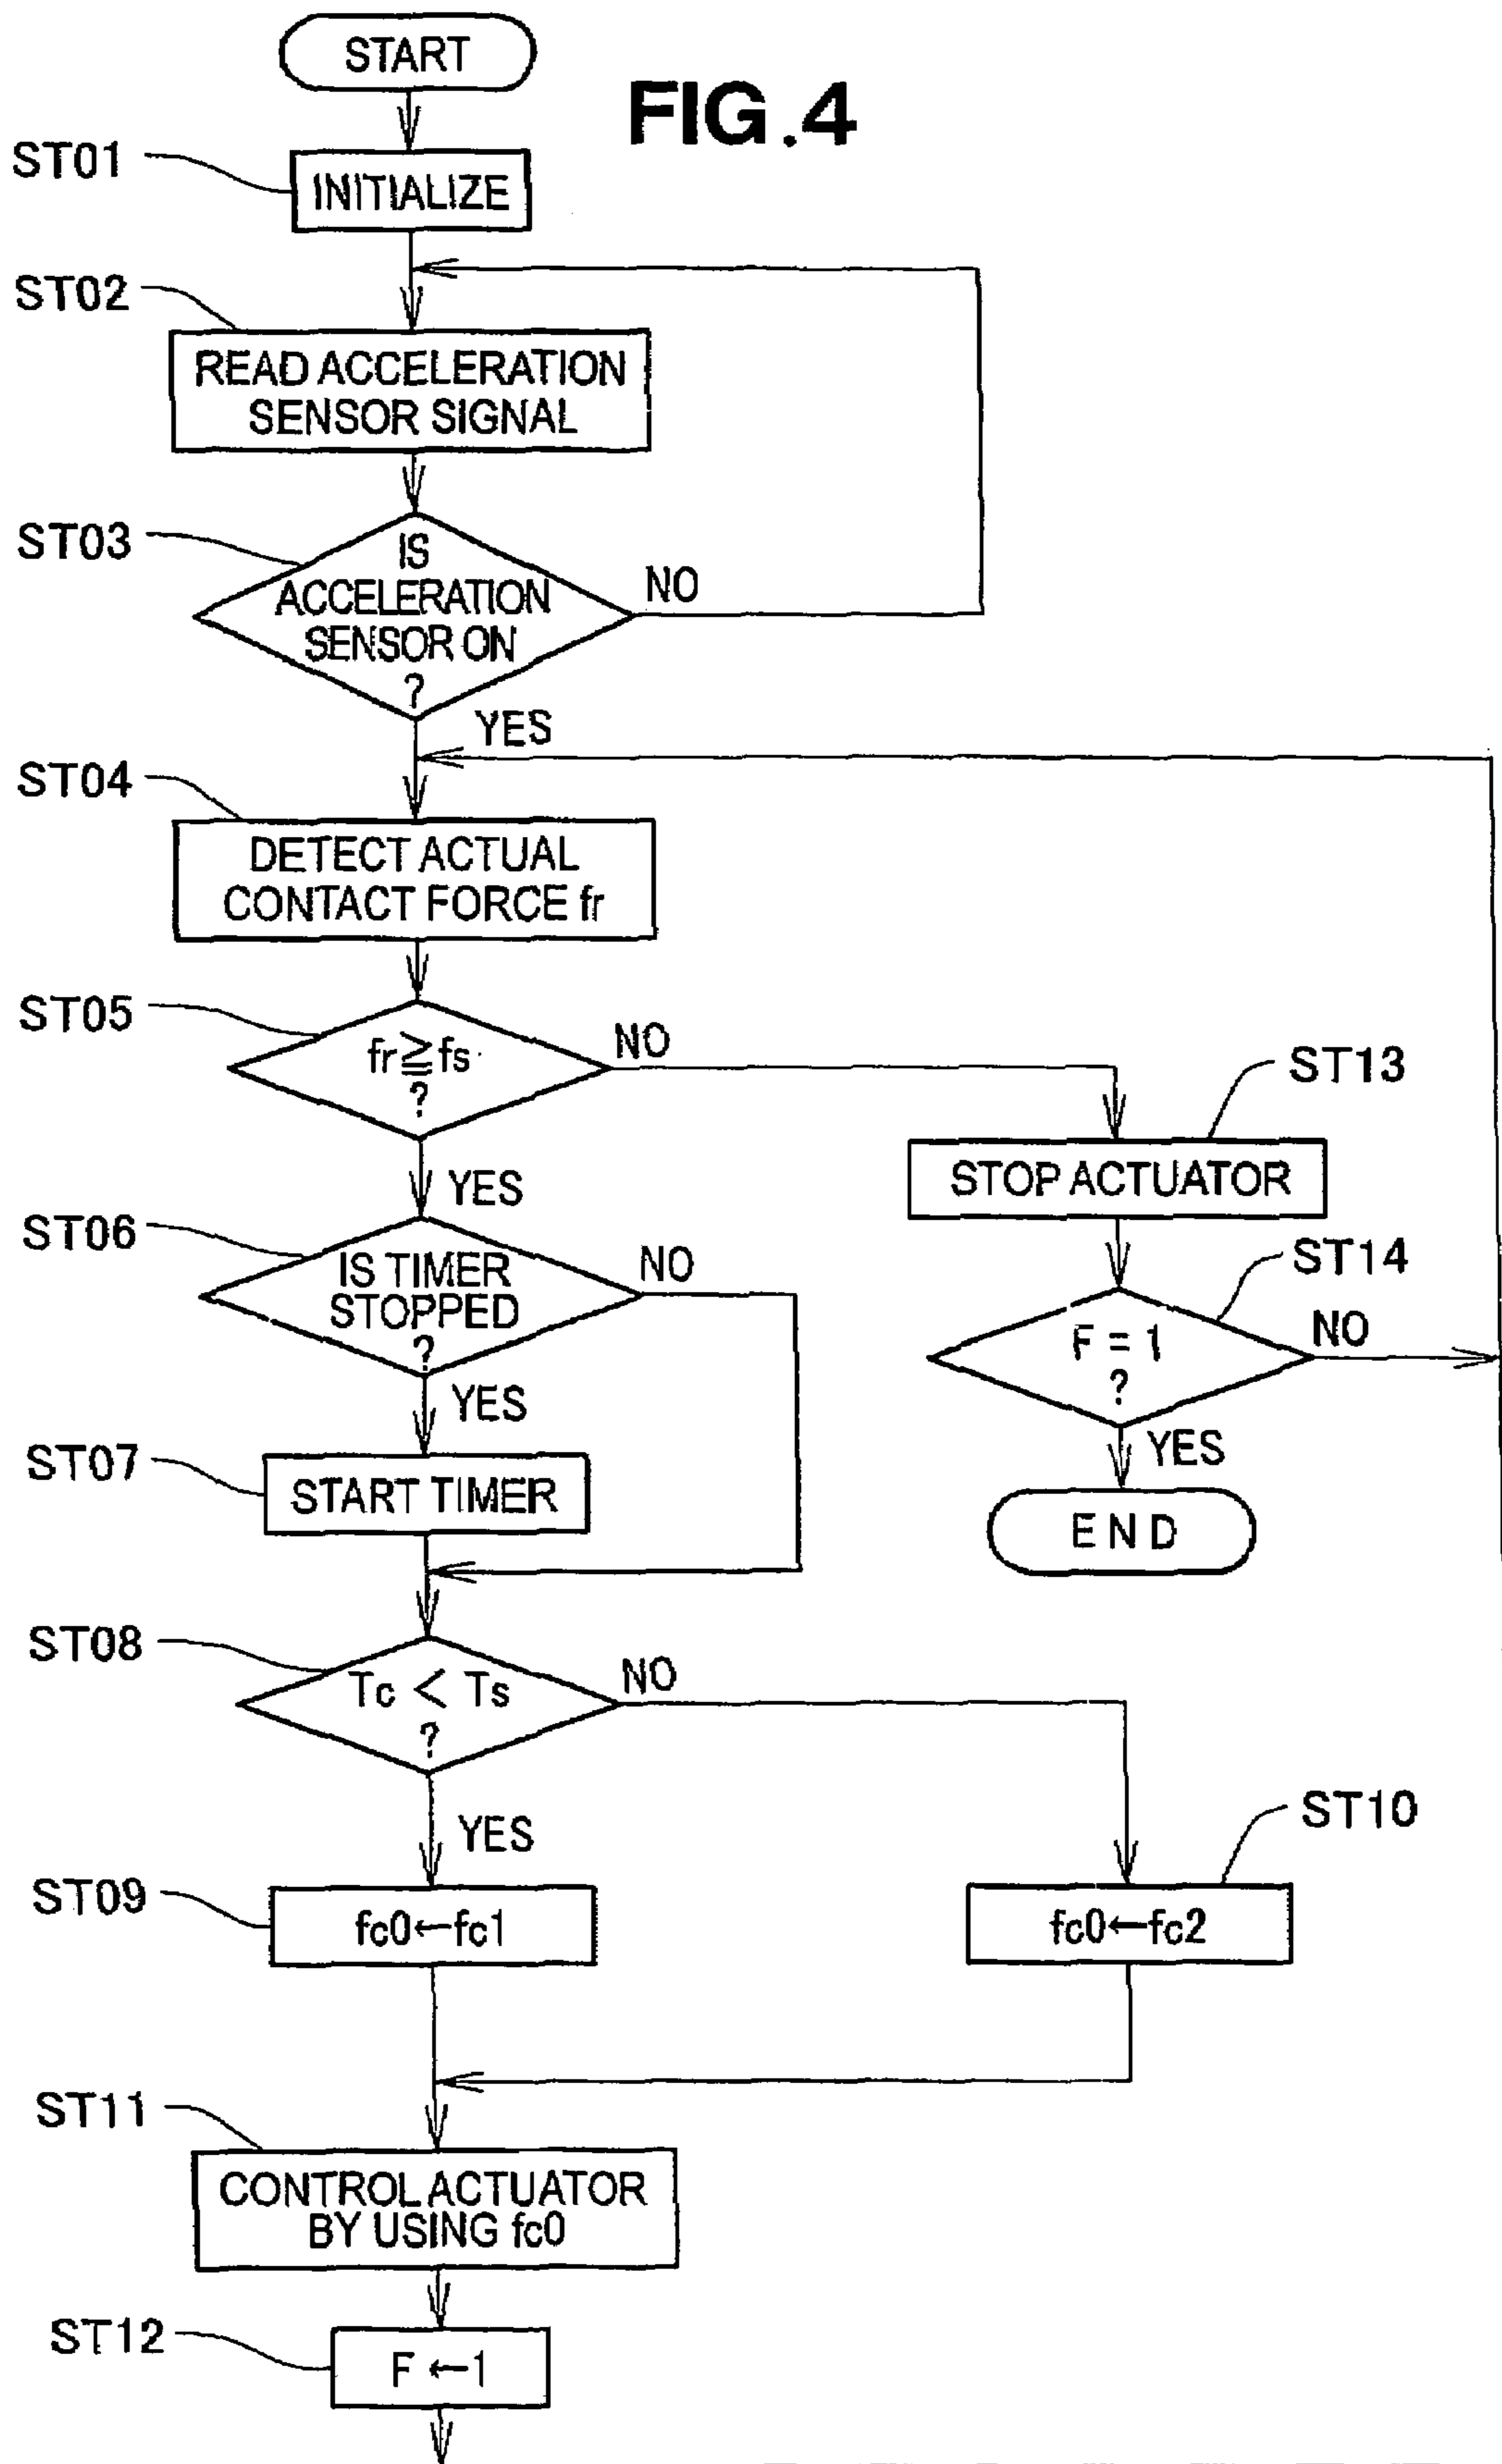 START
FIG.4
ST01
INITIALIZE
ST02
READ ACCELERATION
SENSOR SIGNAL
ST03
IS
ACCELERATION
SENSOR ON
?
NO
YES
ST04
DETECT ACTUAL
CONTACT FORCE fr
ST05
fr≧fs
?
NO
YES
ST13
STOP ACTUATOR
ST06
IS TIMER
STOPPED
?
NO
YES
ST14
F = 1
?
NO
YES
END
ST07
START TIMER
ST08
Tc < Ts
?
NO
YES
ST09
fc0←fc1
ST10
fc0←fc2
ST11
CONTROL ACTUATOR
BY USING fc0
ST12
F ←1